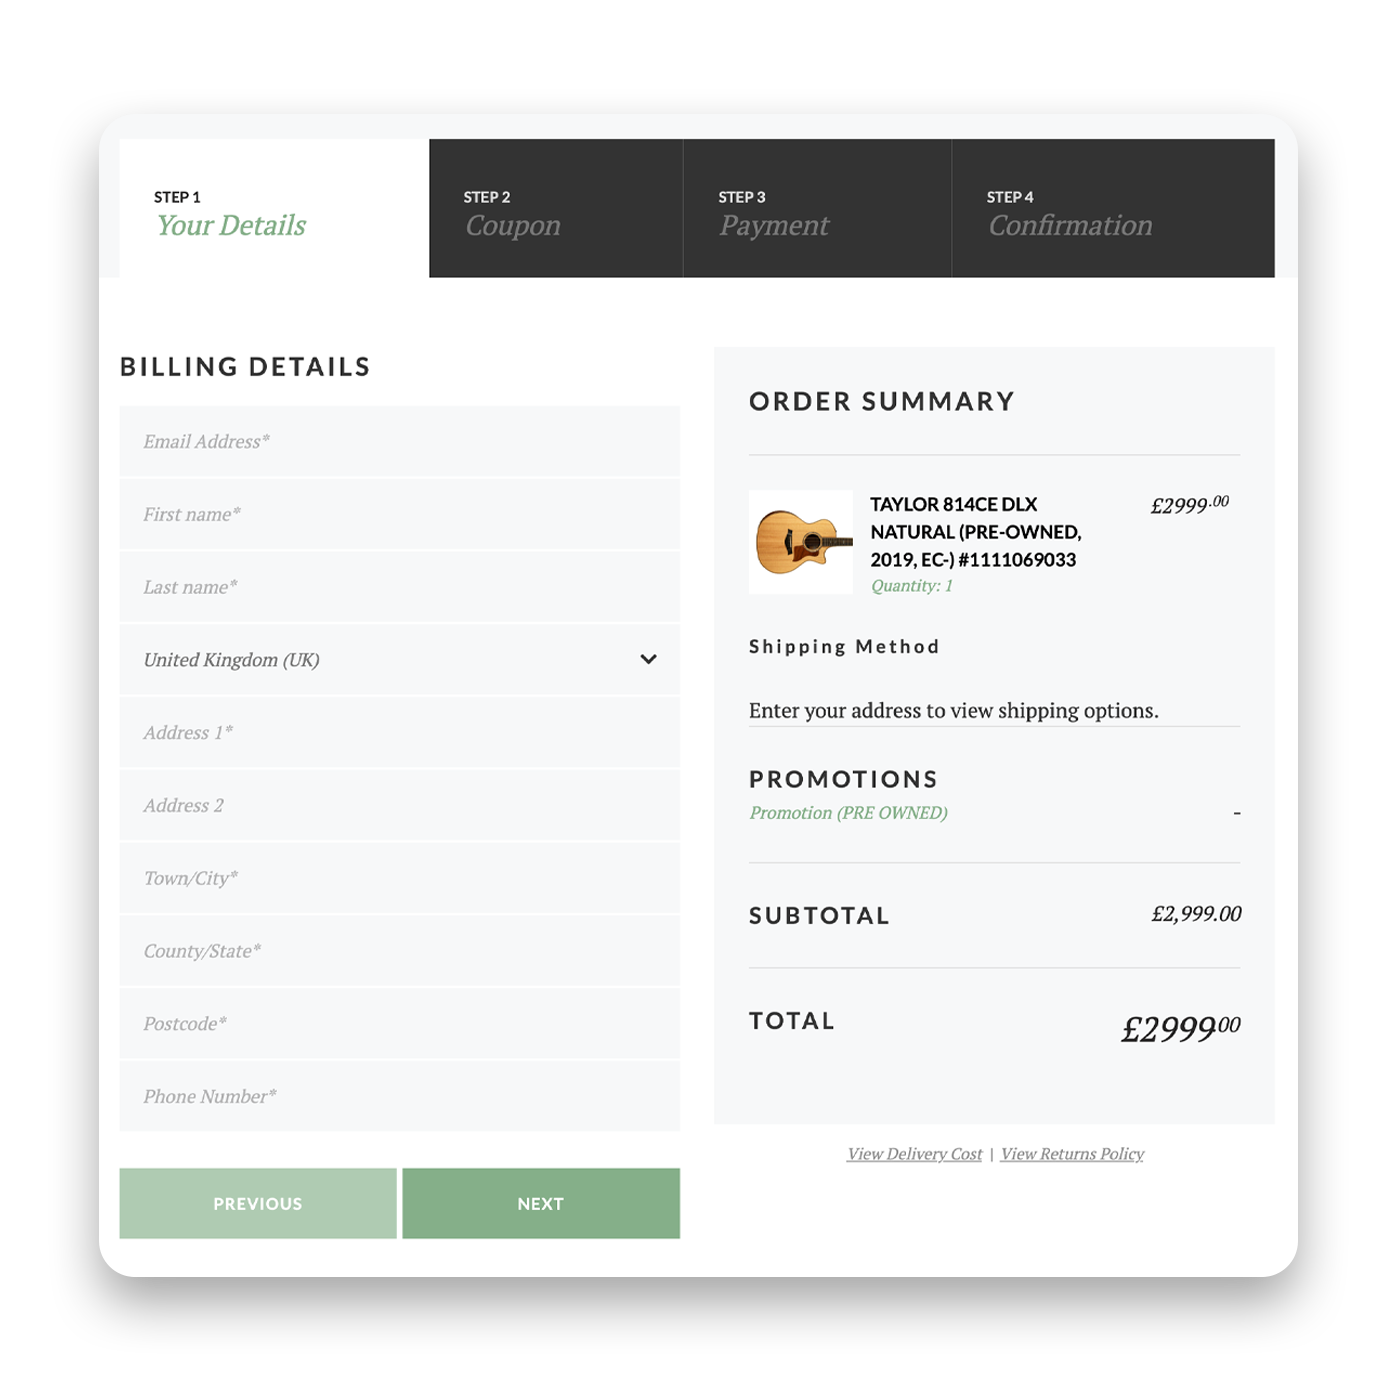 STEP 1
Your Details
STEP 2
Coupon
STEP 3
Payment
STEP 4
Confirmation
BILLING DETAILS
Email Address*
First name*
Last name*
United Kingdom (UK)
Address 1*
Address 2
Town/City*
County/State*
Postcode*
Phone Number*
PREVIOUS
NEXT
ORDER SUMMARY
TAYLOR 814CE DLX
NATURAL (PRE-OWNED,
2019, EC-) #1111069033
£2999.00
Quantity: 1
Shipping Method
Enter your address to view shipping options.
PROMOTIONS
Promotion (PRE OWNED) -
SUBTOTAL £2,999.00
TOTAL £2999.00
View Delivery Cost | View Returns Policy